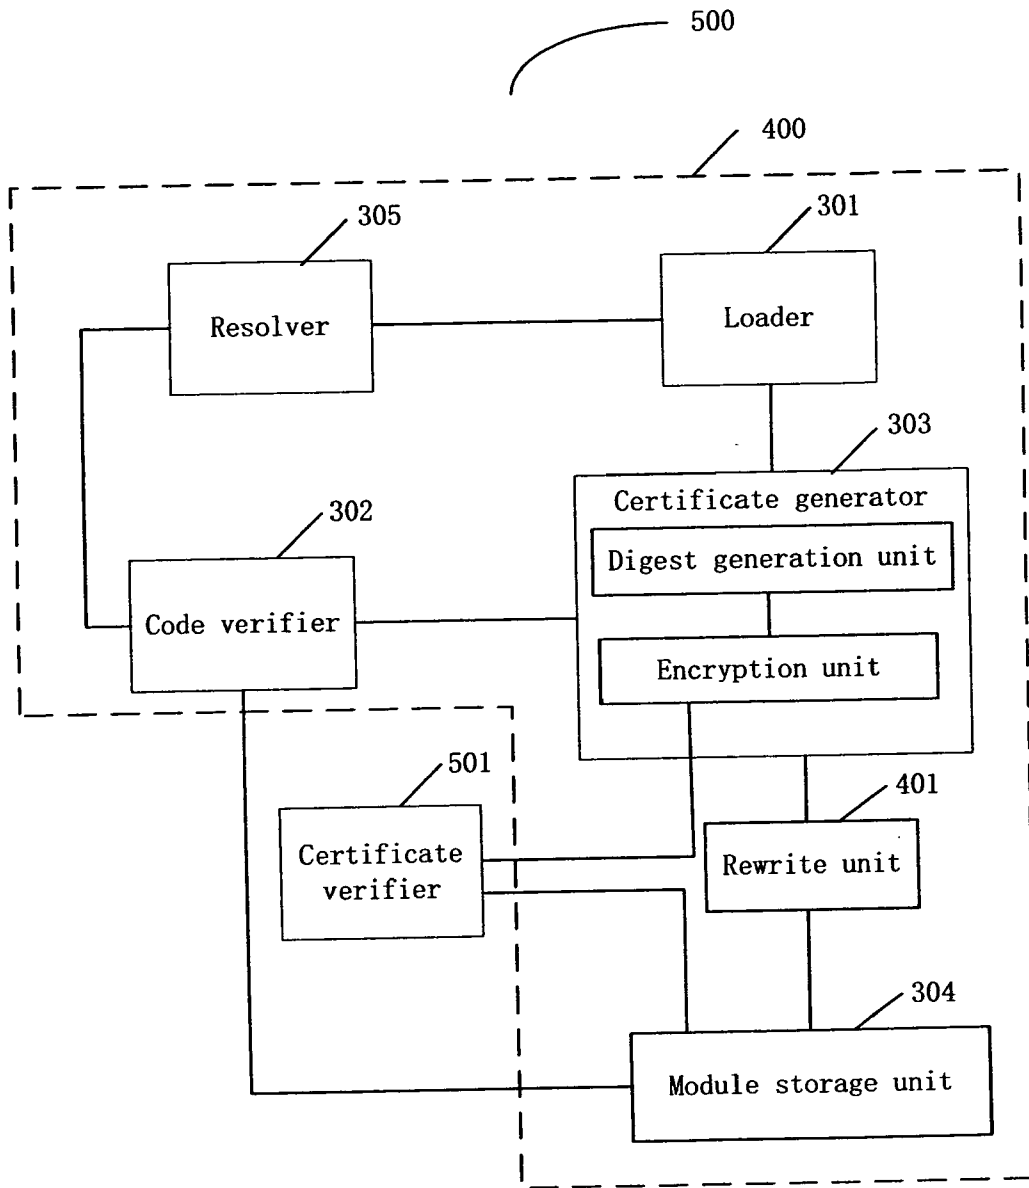 500
400
305
301
Resolver
Loader
303
Certificate generator
302
Digest generation unit
Code verifier
Encryption unit
501
401
Certificate
verifier
Rewrite unit
304
Module storage unit